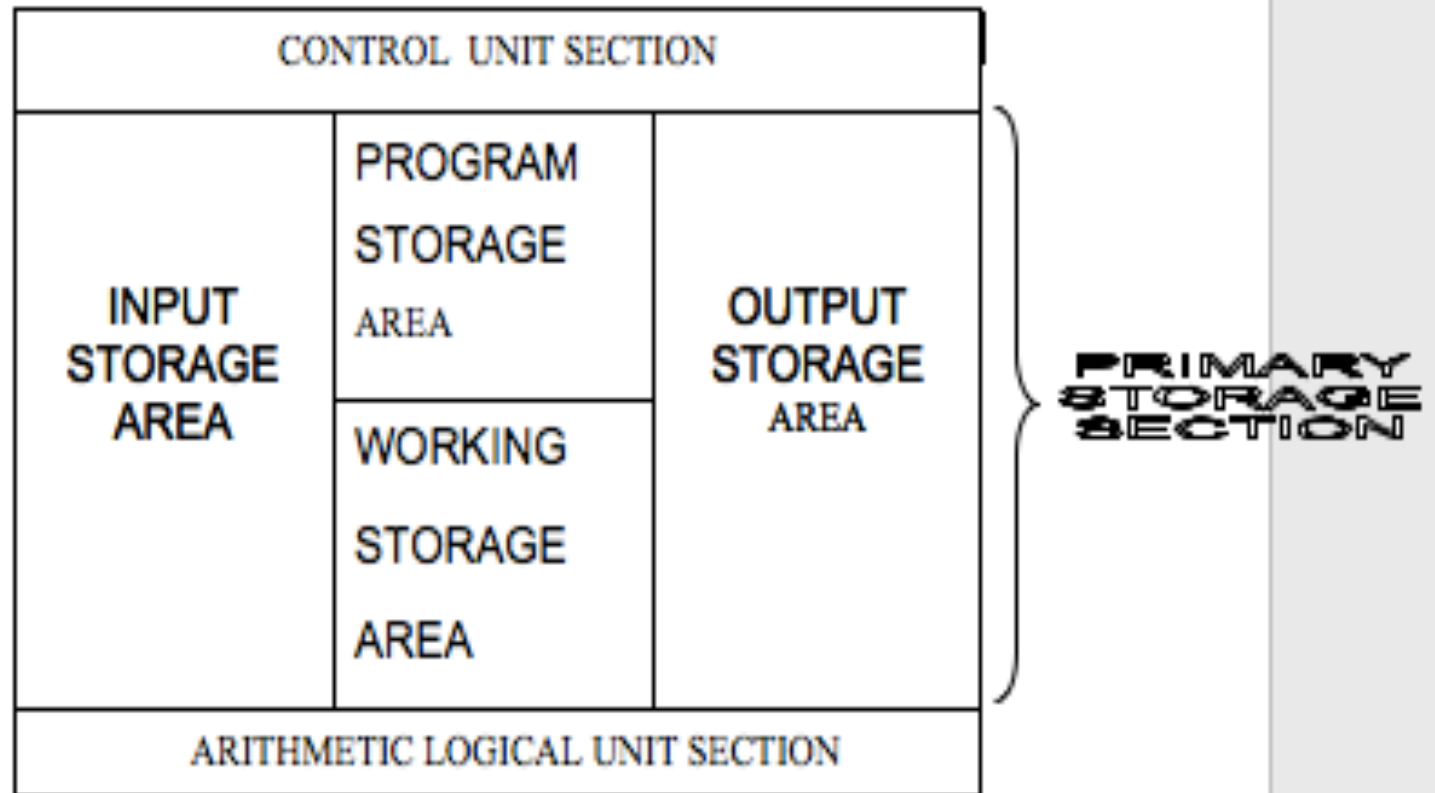 CONTROL UNIT SECTION
INPUT
STORAGE
AREA
PROGRAM
STORAGE
AREA
WORKING
STORAGE
AREA
OUTPUT
STORAGE
AREA
PRIMARY
STORAGE
SECTION
ARITHMETIC LOGICAL UNIT SECTION